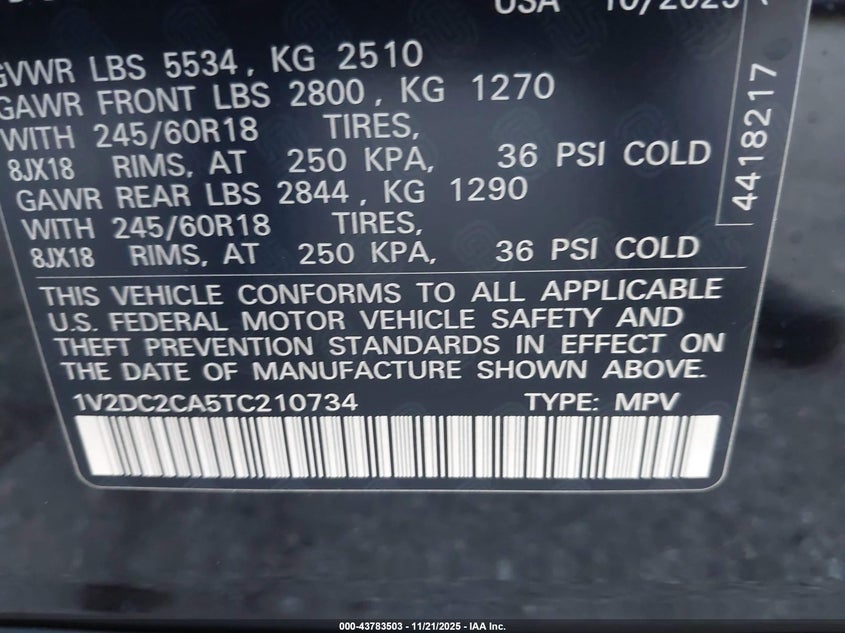 USA 10/2025
GVWR LBS 5534, KG 2510
GAWR FRONT LBS 2800, KG 1270
WITH 245/60R18 TIRES,
8JX18 RIMS, AT 250 KPA, 36 PSI COLD
GAWR REAR LBS 2844, KG 1290
WITH 245/60R18 TIRES,
8JX18 RIMS, AT 250 KPA, 36 PSI COLD
4418217
THIS VEHICLE CONFORMS TO ALL APPLICABLE
U.S. FEDERAL MOTOR VEHICLE SAFETY AND
THEFT PREVENTION STANDARDS IN EFFECT ON
THE DATE OF MANUFACTURE SHOWN ABOVE.
1V2DC2CA5TC210734 TYPE: MPV
000-43783503 - 11/21/2025 - IAA Inc.